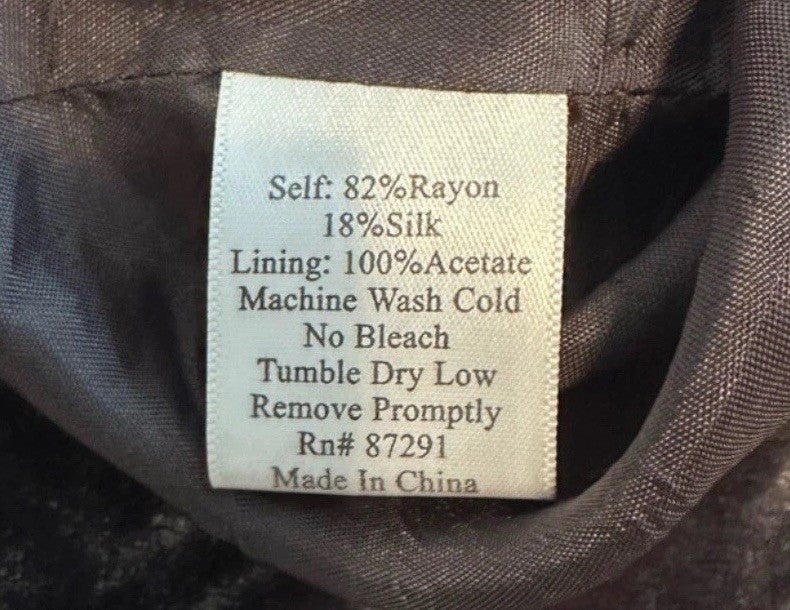 Self: 82%Rayon
18%Silk
Lining: 100%Acetate
Machine Wash Cold
No Bleach
Tumble Dry Low
Remove Promptly
Rn# 87291
Made In China